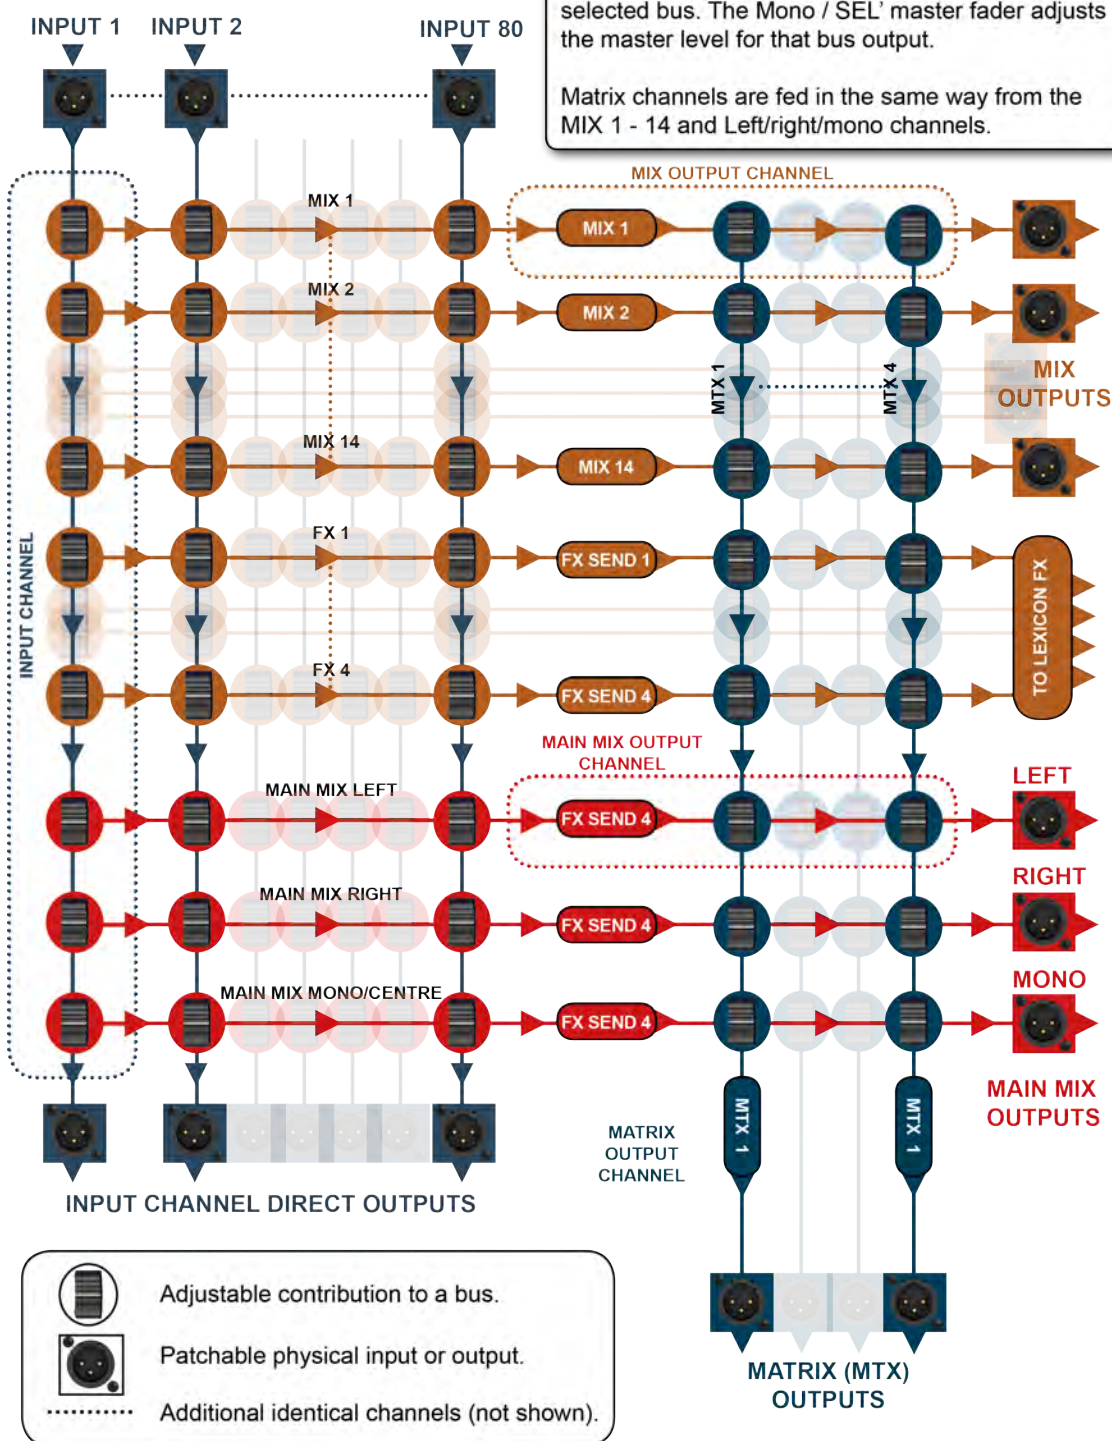 selected bus. The Mono / SEL’ master fader adjusts
the master level for that bus output.
Matrix channels are fed in the same way from the
MIX 1 - 14 and Left/right/mono channels.
INPUT 1
INPUT 2
INPUT 80
MIX OUTPUT CHANNEL
MIX 1
MIX 1
MIX 2
MIX 2
MTX 1
MTX 4
MIX
OUTPUTS
MIX 14
MIX 14
INPUT CHANNEL
FX 1
FX SEND 1
TO LEXICON FX
FX 4
FX SEND 4
MAIN MIX OUTPUT
CHANNEL
MAIN MIX LEFT
FX SEND 4
LEFT
MAIN MIX RIGHT
FX SEND 4
RIGHT
MAIN MIX MONO/CENTRE
FX SEND 4
MONO
MAIN MIX
OUTPUTS
MTX 1
MTX 1
MATRIX
OUTPUT
CHANNEL
INPUT CHANNEL DIRECT OUTPUTS
Adjustable contribution to a bus.
Patchable physical input or output.
Additional identical channels (not shown).
MATRIX (MTX)
OUTPUTS